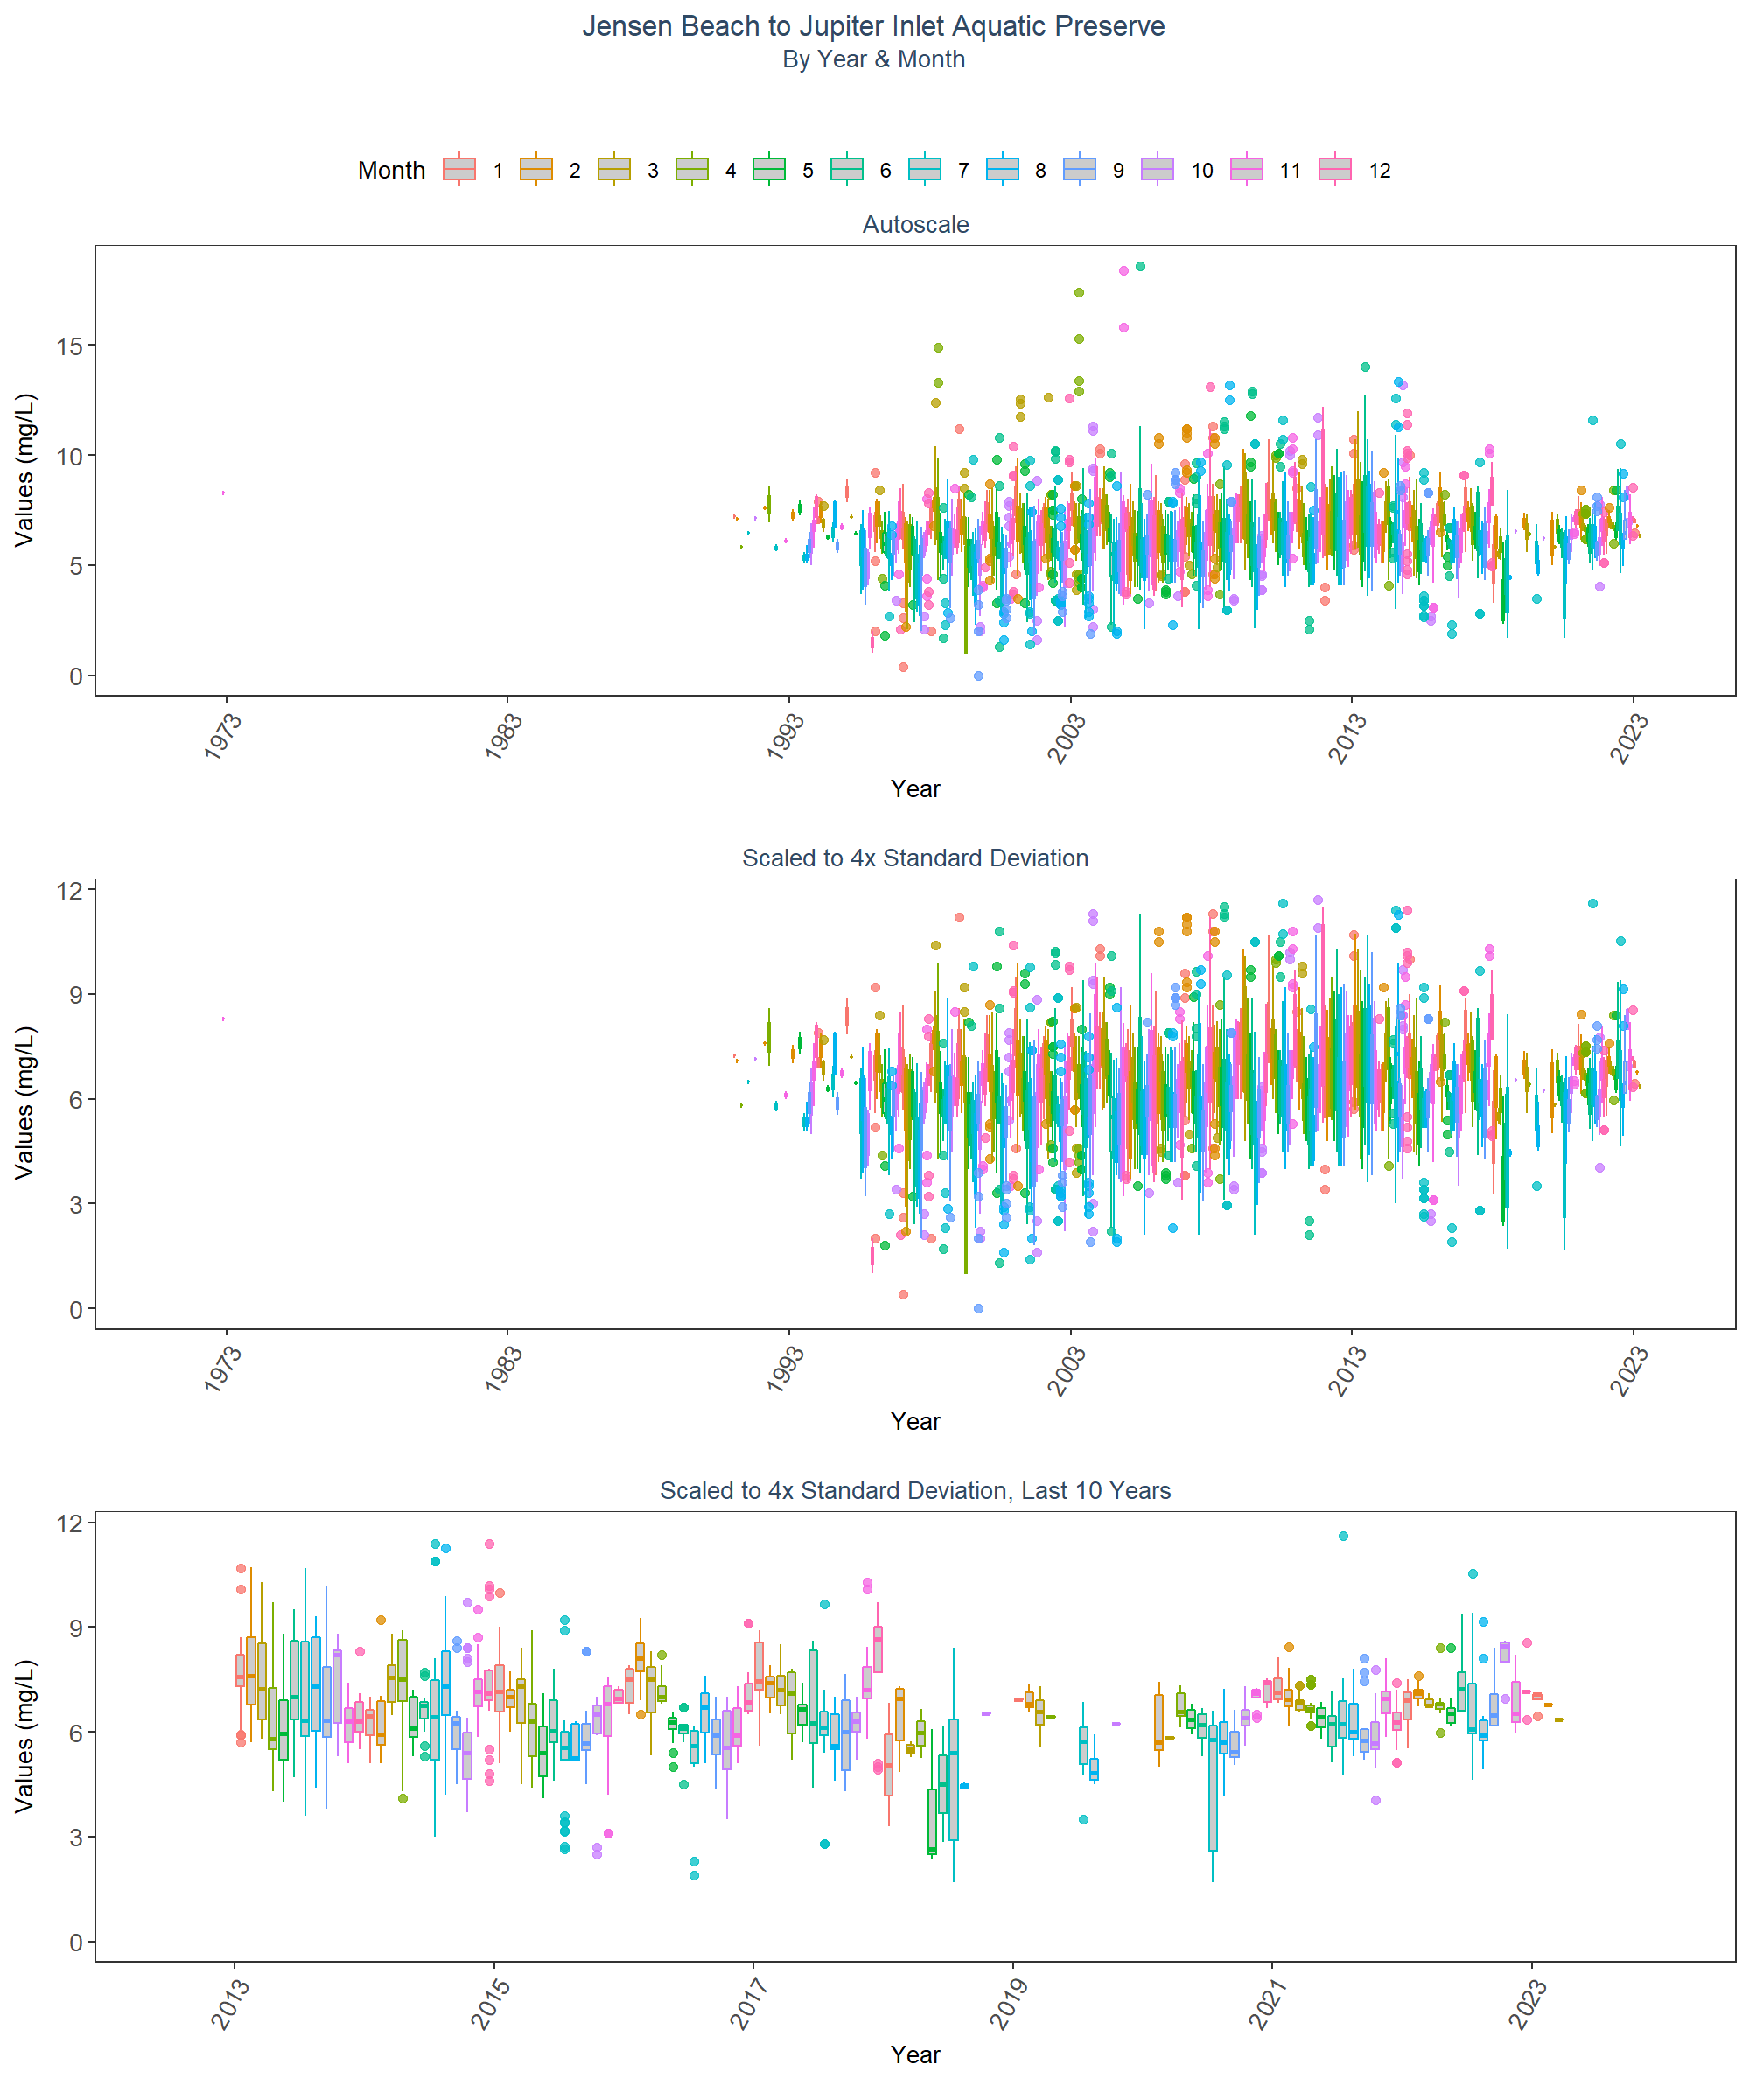 Jensen Beach to Jupiter Inlet Aquatic Preserve
By Year & Month
Month 1 2 3 4 5 6 7 8 9 10 11 12
Autoscale
Values (mg/L)
15
10
5
0
1973 1983 1993 2003 2013 2023
Year
Scaled to 4x Standard Deviation
Values (mg/L)
12
9
6
3
0
1973 1983 1993 2003 2013 2023
Year
Scaled to 4x Standard Deviation, Last 10 Years
Values (mg/L)
12
9
6
3
0
2013 2015 2017 2019 2021 2023
Year